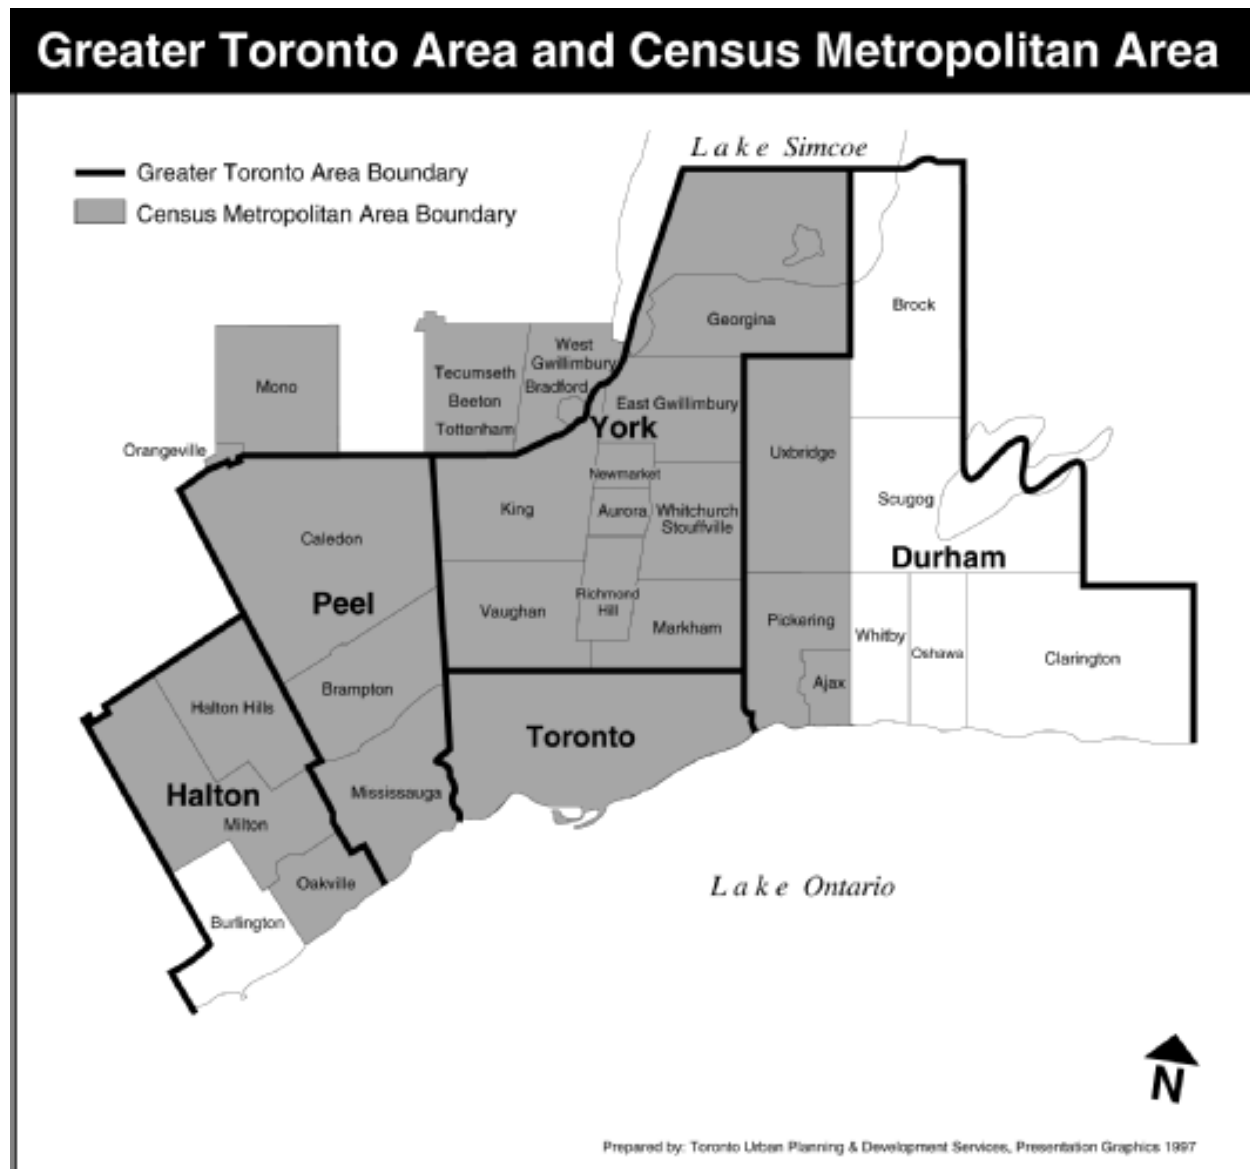 Greater Toronto Area and Census Metropolitan Area
Lake Simcoe
Greater Toronto Area Boundary
Census Metropolitan Area Boundary
Brock
Georgina
West
Gwillimbury
Bradford
Tecumseth
Beeton
Tottenham
Mono
Orangeville
East Gwillimbury
York
Uxbridge
Newmarket
King
Aurora
Whitchurch
Stouffville
Scugog
Durham
Caledon
Peel
Vaughan
Richmond
Hill
Markham
Pickering
Whitby
Oshawa
Clarington
Ajax
Brampton
Halton Hills
Toronto
Halton
Milton
Mississauga
Oakville
Burlington
Lake Ontario
N
Prepared by: Toronto Urban Planning & Development Services, Presentation Graphics 1997